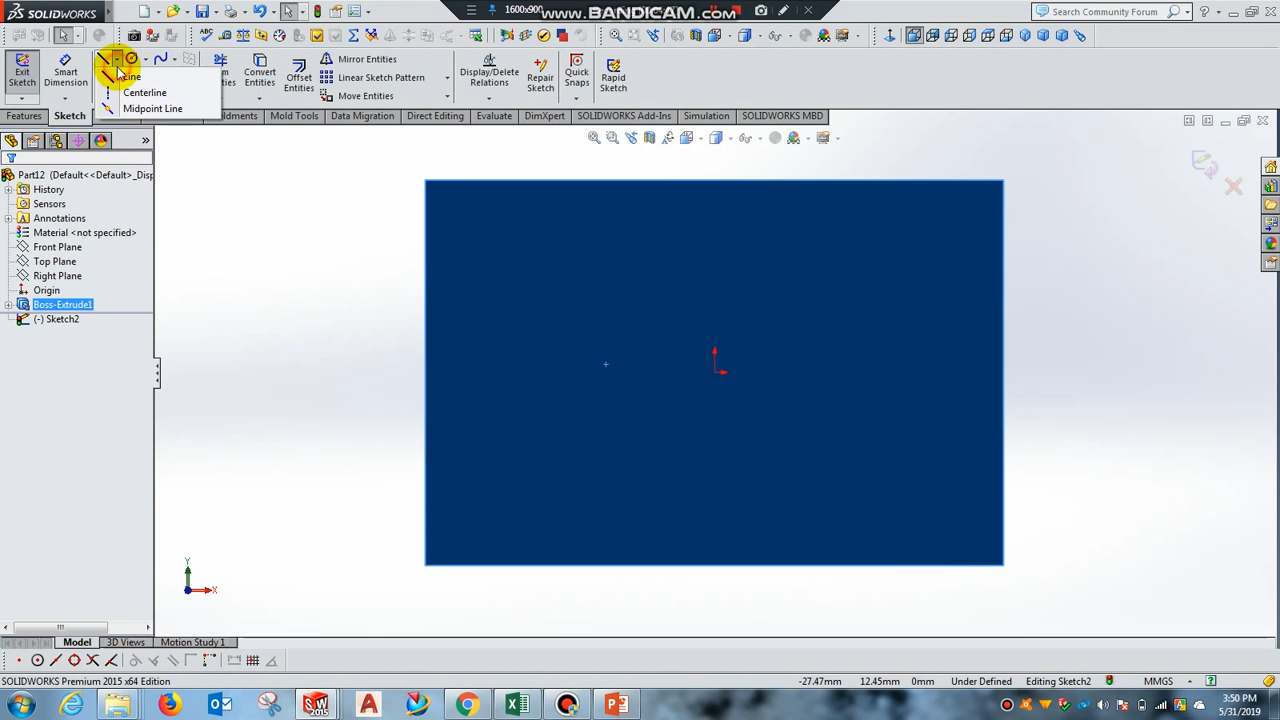 SOLIDWORKS
1600x900
www.BANDICAM.com
Search Community Forum
Exit Sketch
Smart Dimension
Line
Centerline
Midpoint Line
Convert Entities
Offset Entities
Mirror Entities
Linear Sketch Pattern
Move Entities
Display/Delete Relations
Repair Sketch
Quick Snaps
Rapid Sketch
Features
Sketch
Mold Tools
Data Migration
Direct Editing
Evaluate
DimXpert
SOLIDWORKS Add-Ins
Simulation
SOLIDWORKS MBD
Part12 (Default<<Default>_Disp
History
Sensors
Annotations
Material <not specified>
Front Plane
Top Plane
Right Plane
Origin
Boss-Extrude1
(-) Sketch2
Y
X
Model
3D Views
Motion Study 1
SOLIDWORKS Premium 2015 x64 Edition
-27.47mm
12.45mm
0mm
Under Defined
Editing Sketch2
MMGS
3:50 PM
5/31/2019